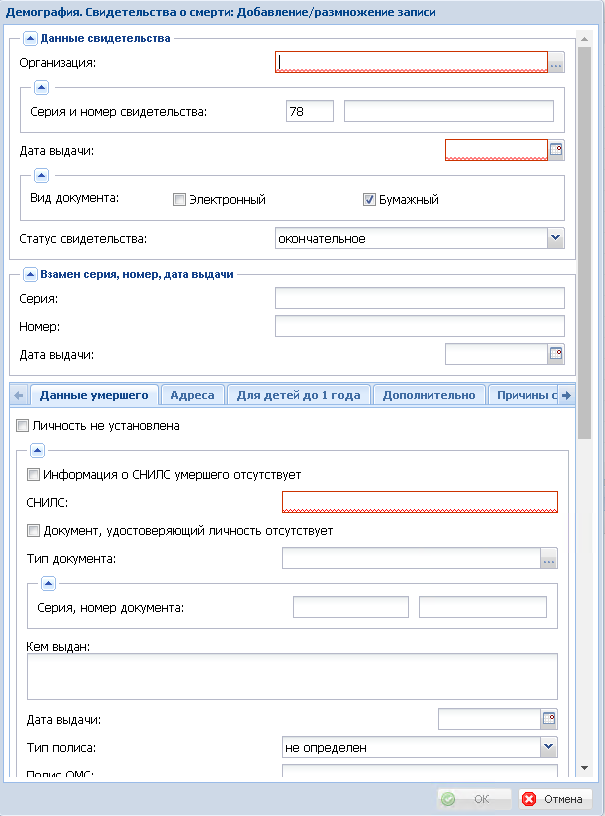 Демография. Свидетельства о смерти: Добавление/размножение записи
Данные свидетельства
Организация:
...
Серия и номер свидетельства: 78
Дата выдачи:
Вид документа: Электронный Бумажный
Статус свидетельства: окончательное
Взамен серия, номер, дата выдачи
Серия:
Номер:
Дата выдачи:
Данные умершего Адреса Для детей до 1 года Дополнительно Причины с
Личность не установлена
Информация о СНИЛС умершего отсутствует
СНИЛС:
Документ, удостоверяющий личность отсутствует
Тип документа:
...
Серия, номер документа:
Кем выдан:
Дата выдачи:
Тип полиса: не определен
Полис ОМС:
OK Отмена